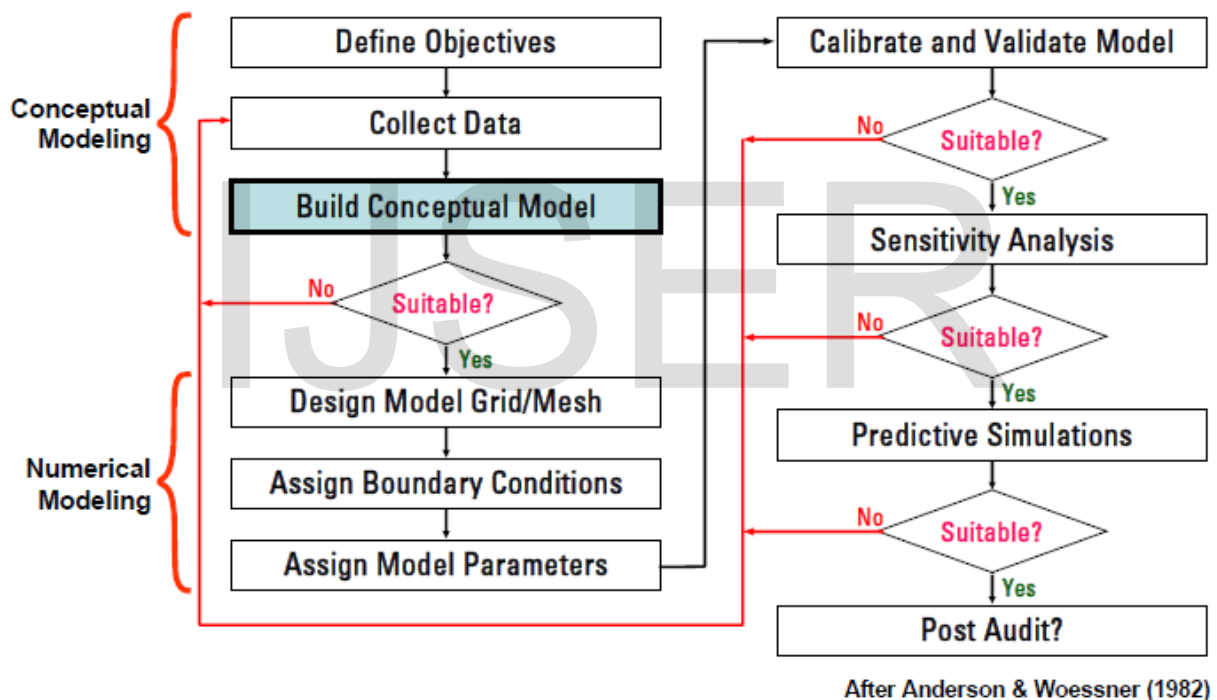 Conceptual
Modeling
Define Objectives
Collect Data
Build Conceptual Model
Suitable?
No
Yes
Numerical
Modeling
Design Model Grid/Mesh
Assign Boundary Conditions
Assign Model Parameters
Calibrate and Validate Model
Suitable?
No
Yes
Sensitivity Analysis
Suitable?
No
Yes
Predictive Simulations
Suitable?
No
Yes
Post Audit?
After Anderson & Woessner (1982)
IJSER